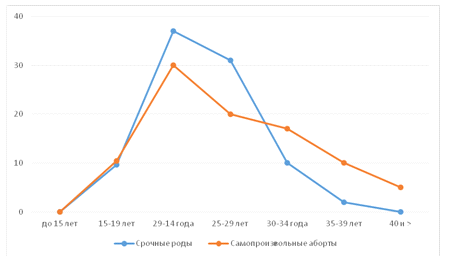 40
30
20
10
0
до 15 лет 15-19 лет 29-14 года 25-29 лет 30-34 года 35-39 лет 40 и >
Срочные роды Самопроизвольные аборты